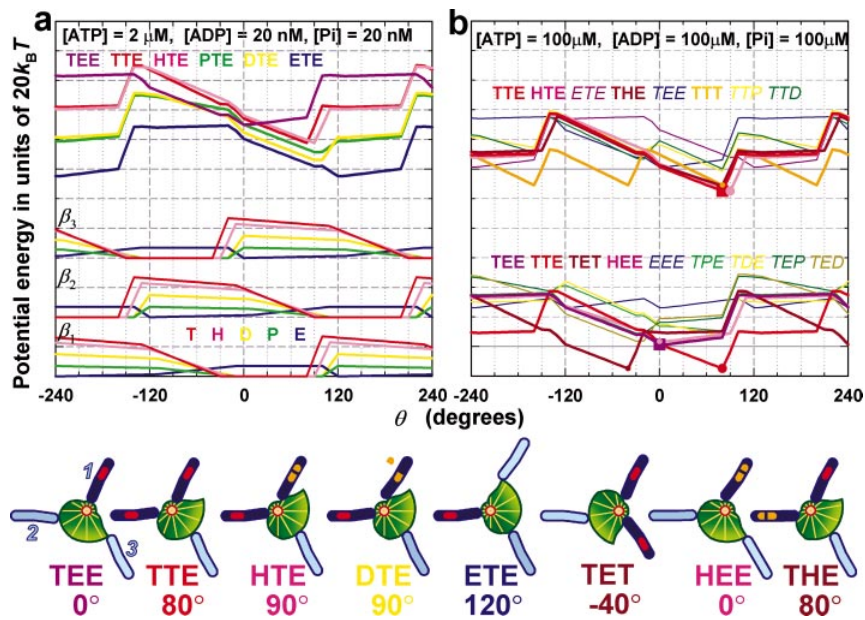 a
[ATP] = 2 μM, [ADP] = 20 nM, [Pi] = 20 nM
TEE TTE HTE PTE DTE ETE
β3
β2
β1
T H D P E
Potential energy in units of 20kBT
-240 -120 0 120 240
b
[ATP] = 100μM, [ADP] = 100μM, [Pi] = 100μM
TTE HTE ETE THE TEE TTT TTP TTD
TEE TTE TET HEE EEE TPE TDE TEP TED
-240 -120 0 120 240
θ (degrees)
1
2
3
TEE TTE HTE DTE ETE TET HEE THE
0° 80° 90° 90° 120° -40° 0° 80°